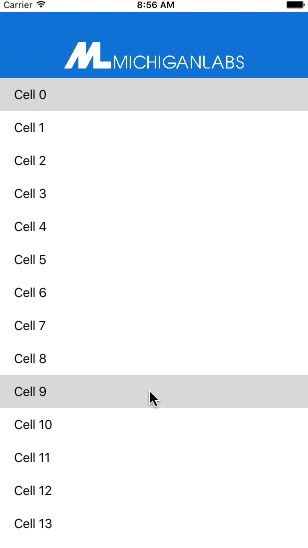 Carrier 8:56 AM
ML MICHIGANLABS
Cell 0
Cell 1
Cell 2
Cell 3
Cell 4
Cell 5
Cell 6
Cell 7
Cell 8
Cell 9
Cell 10
Cell 11
Cell 12
Cell 13